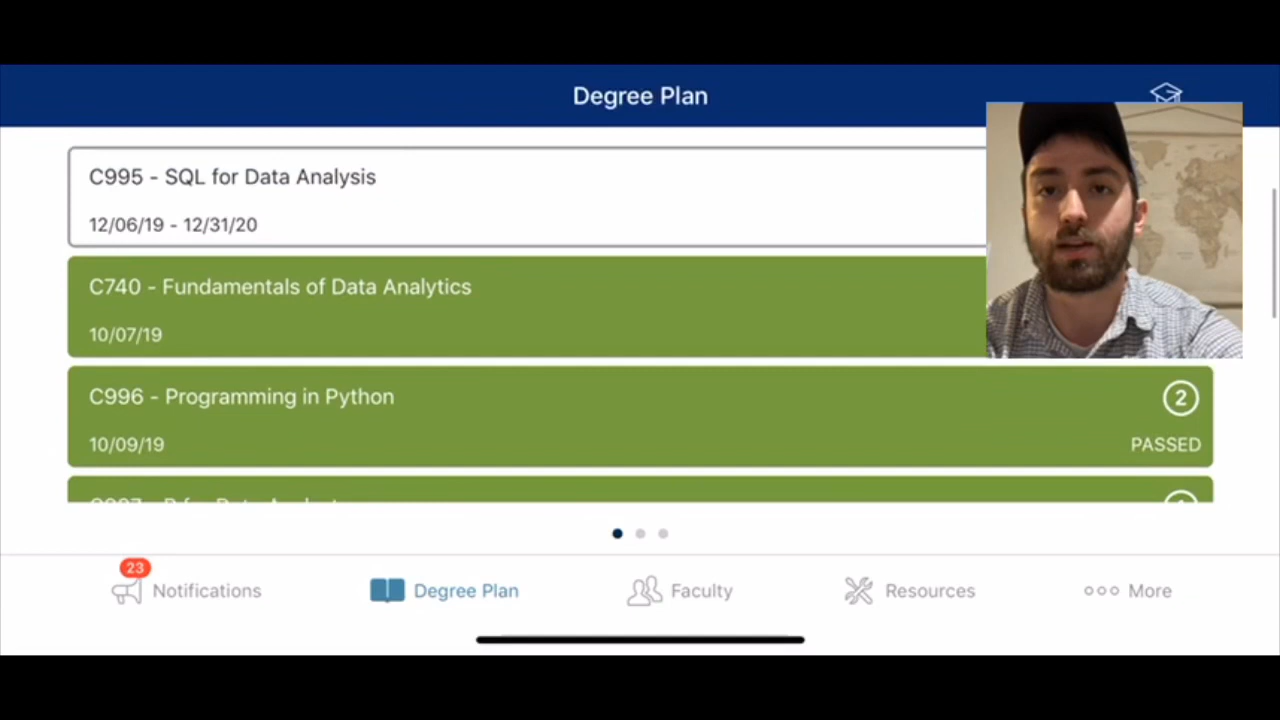 Degree Plan
C995 - SQL for Data Analysis
12/06/19 - 12/31/20
C740 - Fundamentals of Data Analytics
10/07/19
C996 - Programming in Python
2
10/09/19
PASSED
23
Notifications
Degree Plan
Faculty
Resources
More